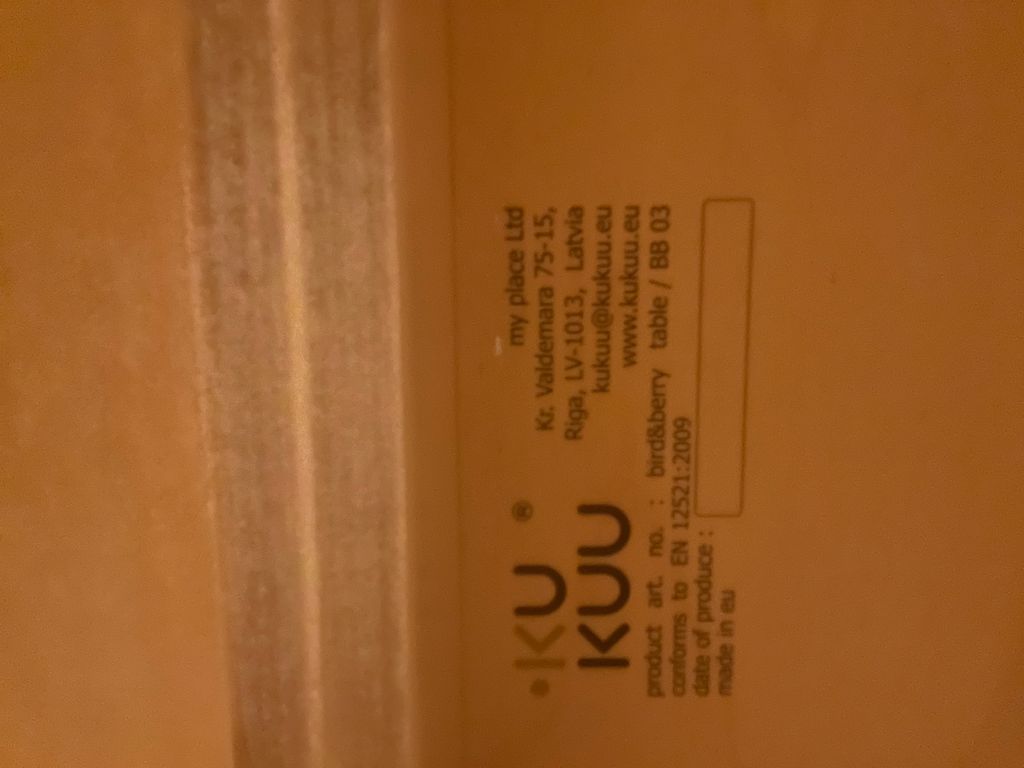 KU ®
KUU
my place Ltd
Kr. Valdemara 75-15,
Riga, LV-1013, Latvia
kukuu@kukuu.eu
www.kukuu.eu
product art. no. : bird&berry table / BB 03
conforms to EN 12521:2009
date of produce :
made in eu